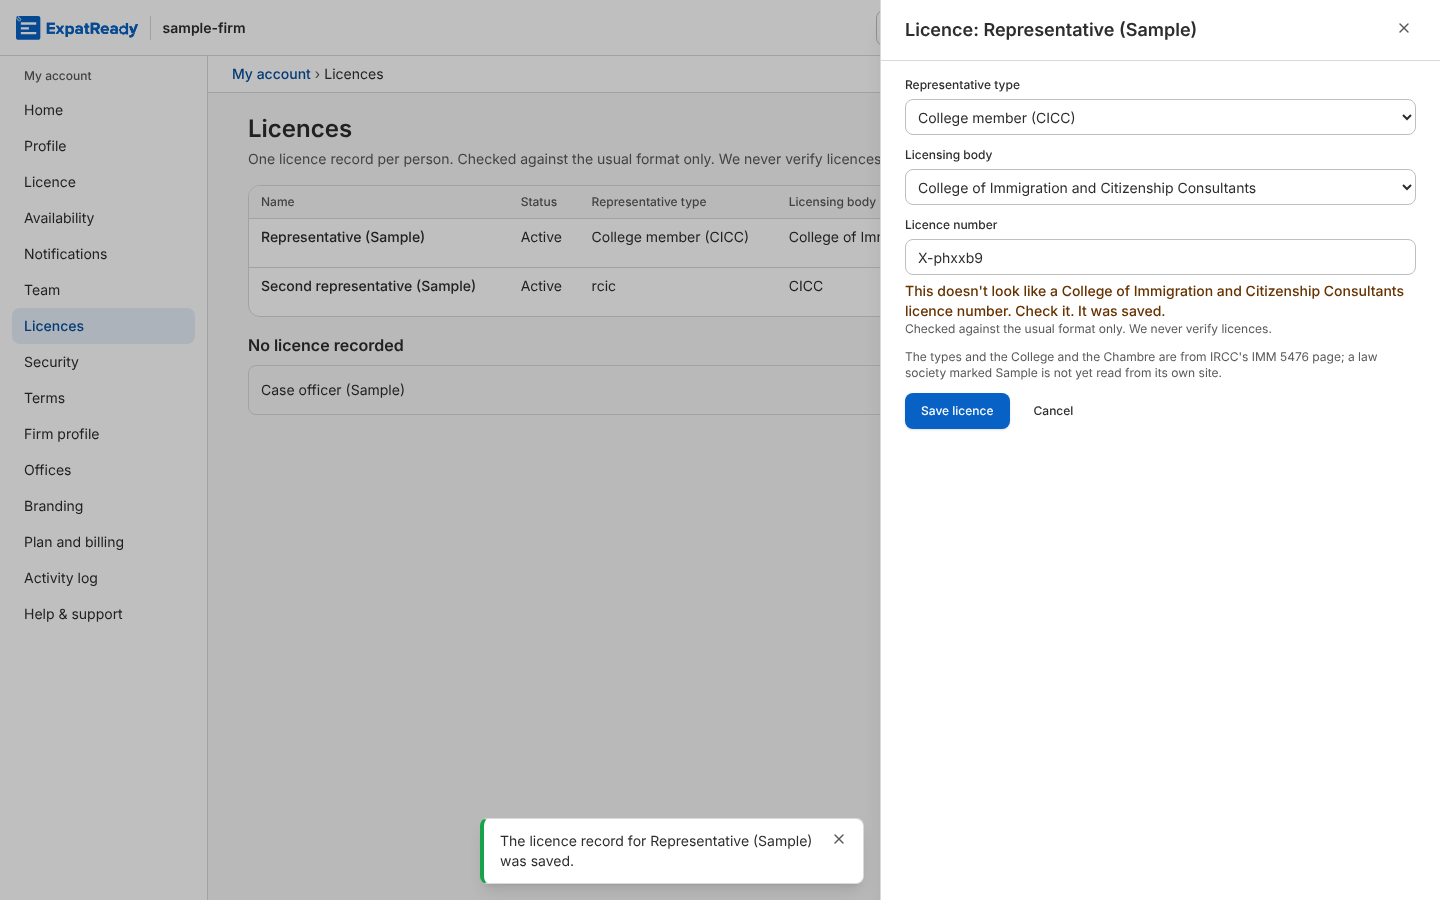 ExpatReady
sample-firm
My account
Home
Profile
Licence
Availability
Notifications
Team
Licences
Security
Terms
Firm profile
Offices
Branding
Plan and billing
Activity log
Help & support
My account › Licences
Licences
One licence record per person. Checked against the usual format only. We never verify licences
Name Status Representative type Licensing body
Representative (Sample) Active College member (CICC) College of
Second representative (Sample) Active rcic CICC
No licence recorded
Case officer (Sample)
Licence: Representative (Sample)
Representative type
College member (CICC)
Licensing body
College of Immigration and Citizenship Consultants
Licence number
X-phxxb9
This doesn't look like a College of Immigration and Citizenship Consultants
licence number. Check it. It was saved.
Checked against the usual format only. We never verify licences.
The types and the College and the Chambre are from IRCC's IMM 5476 page; a law
society marked Sample is not yet read from its own site.
Save licence Cancel
The licence record for Representative (Sample)
was saved.